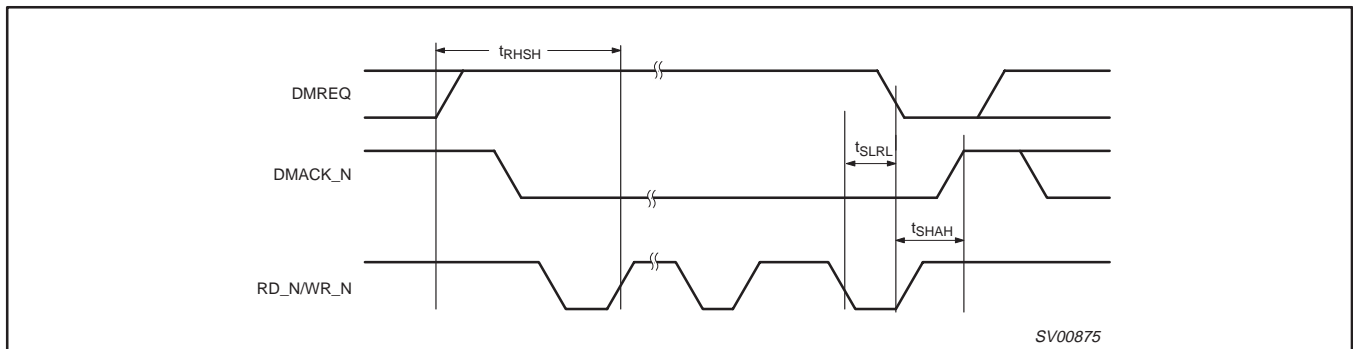 tRHSH
DMREQ
tSLRL
DMACK_N
tSHAH
RD_N/WR_N
SV00875